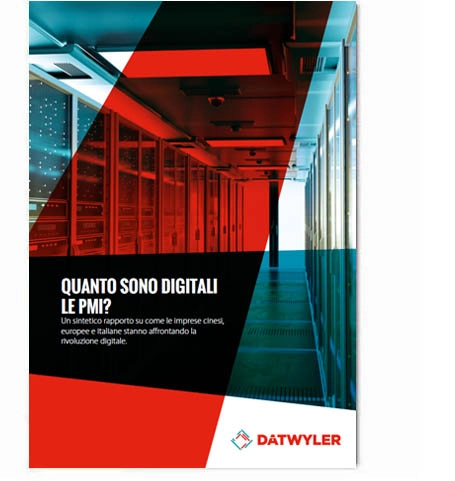 QUANTO SONO DIGITALI
LE PMI?
Un sintetico rapporto su come le imprese cinesi,
europee e italiane stanno affrontando la
rivoluzione digitale.
DATWYLER